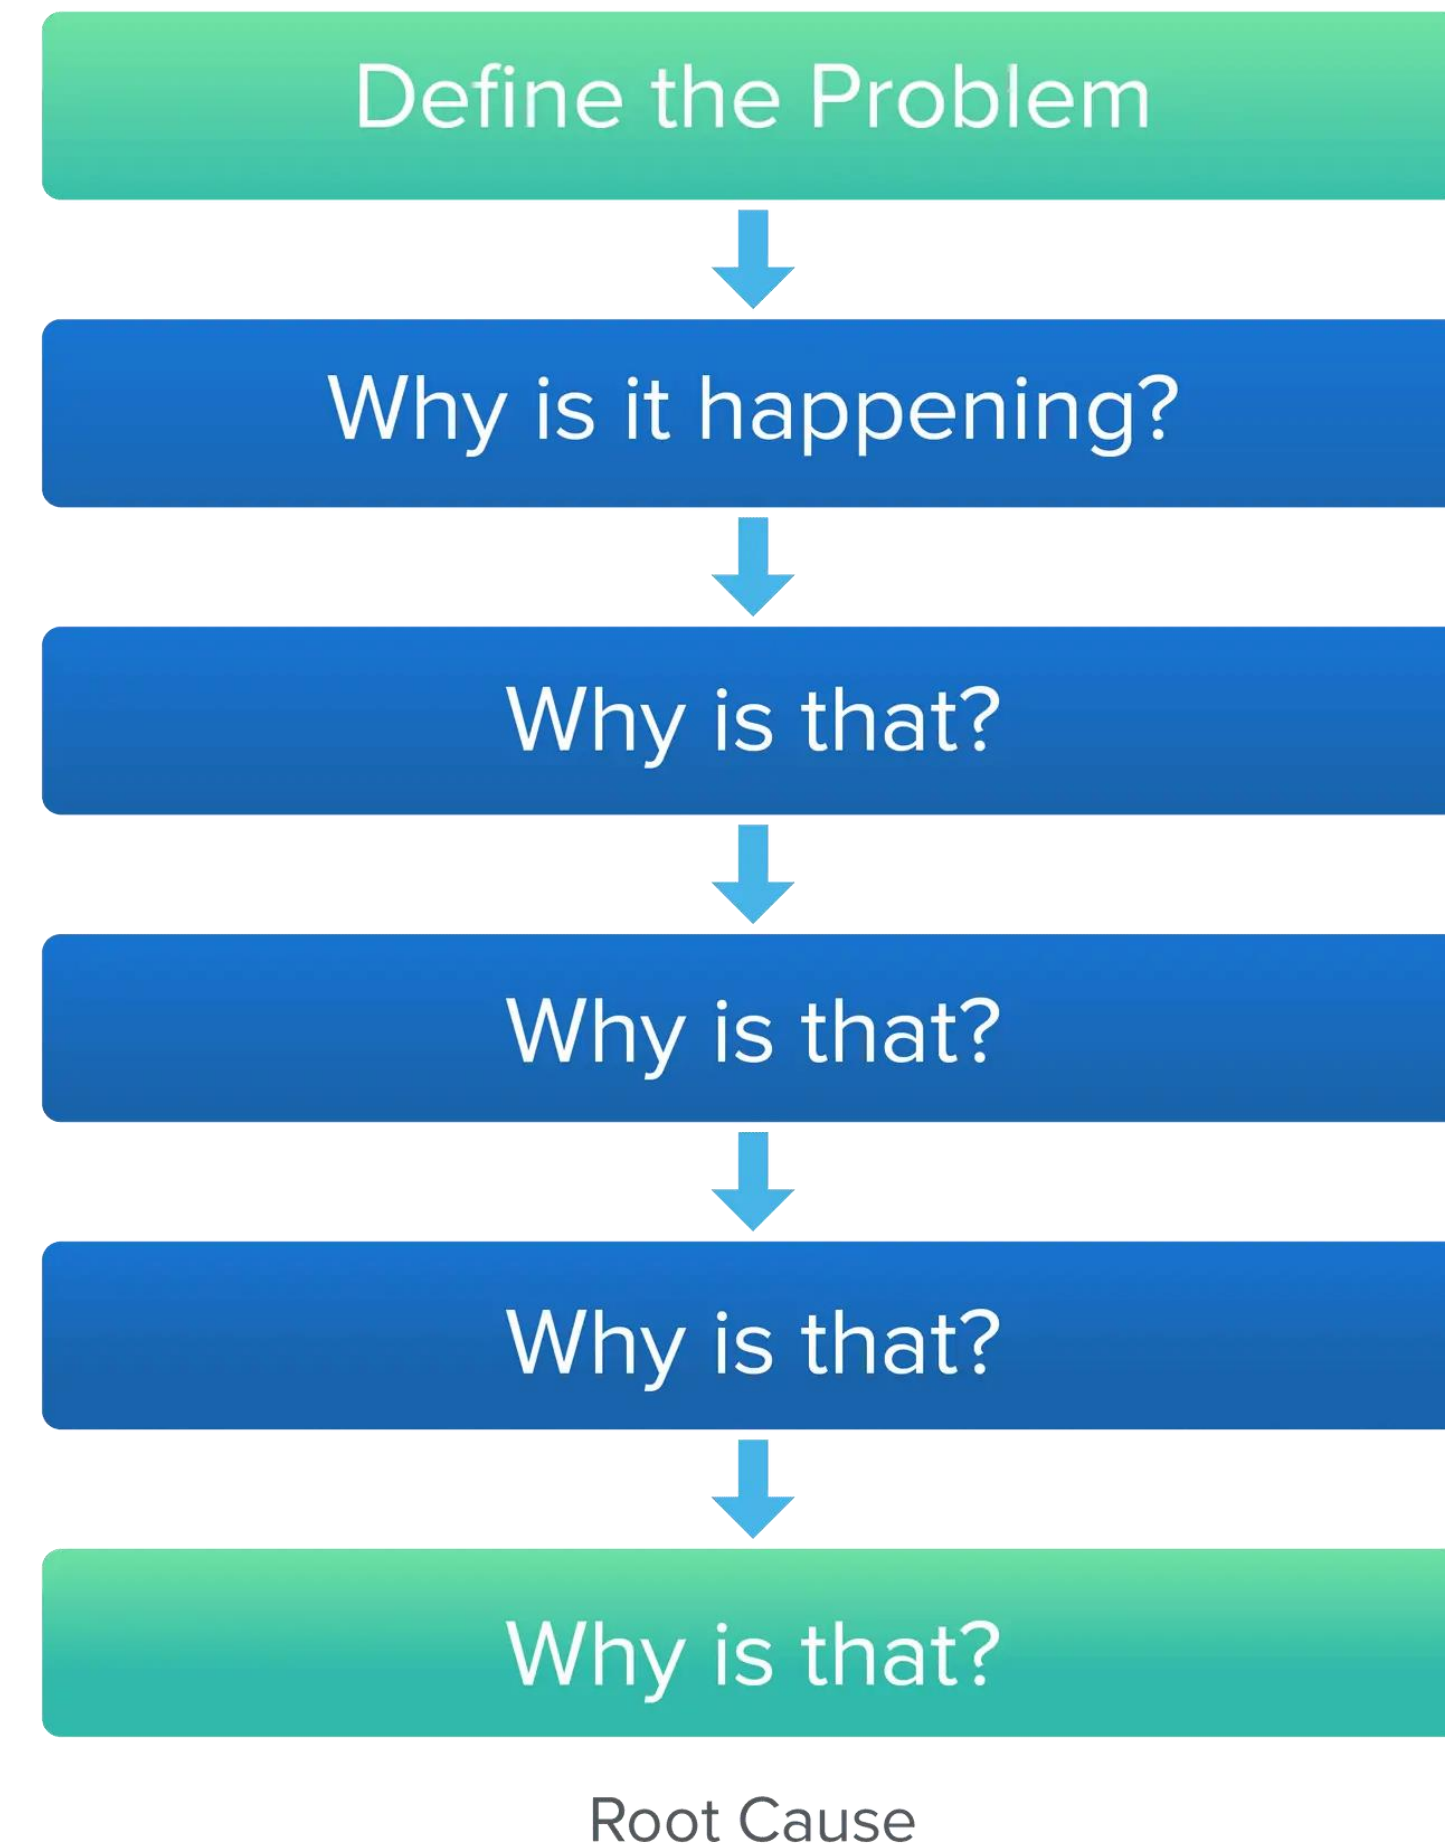 Define the Problem
Why is it happening?
Why is that?
Why is that?
Why is that?
Why is that?
Root Cause